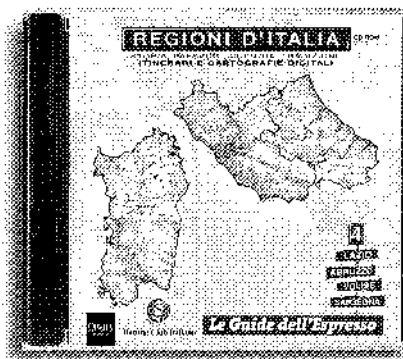 REGIONI D'ITALIA
CD ROM
ITINERARI E CARTOGRAFIE DIGITALI
4
LAZIO
ABRUZZO
MOLISE
SARDEGNA
Le Guide dell'Espresso